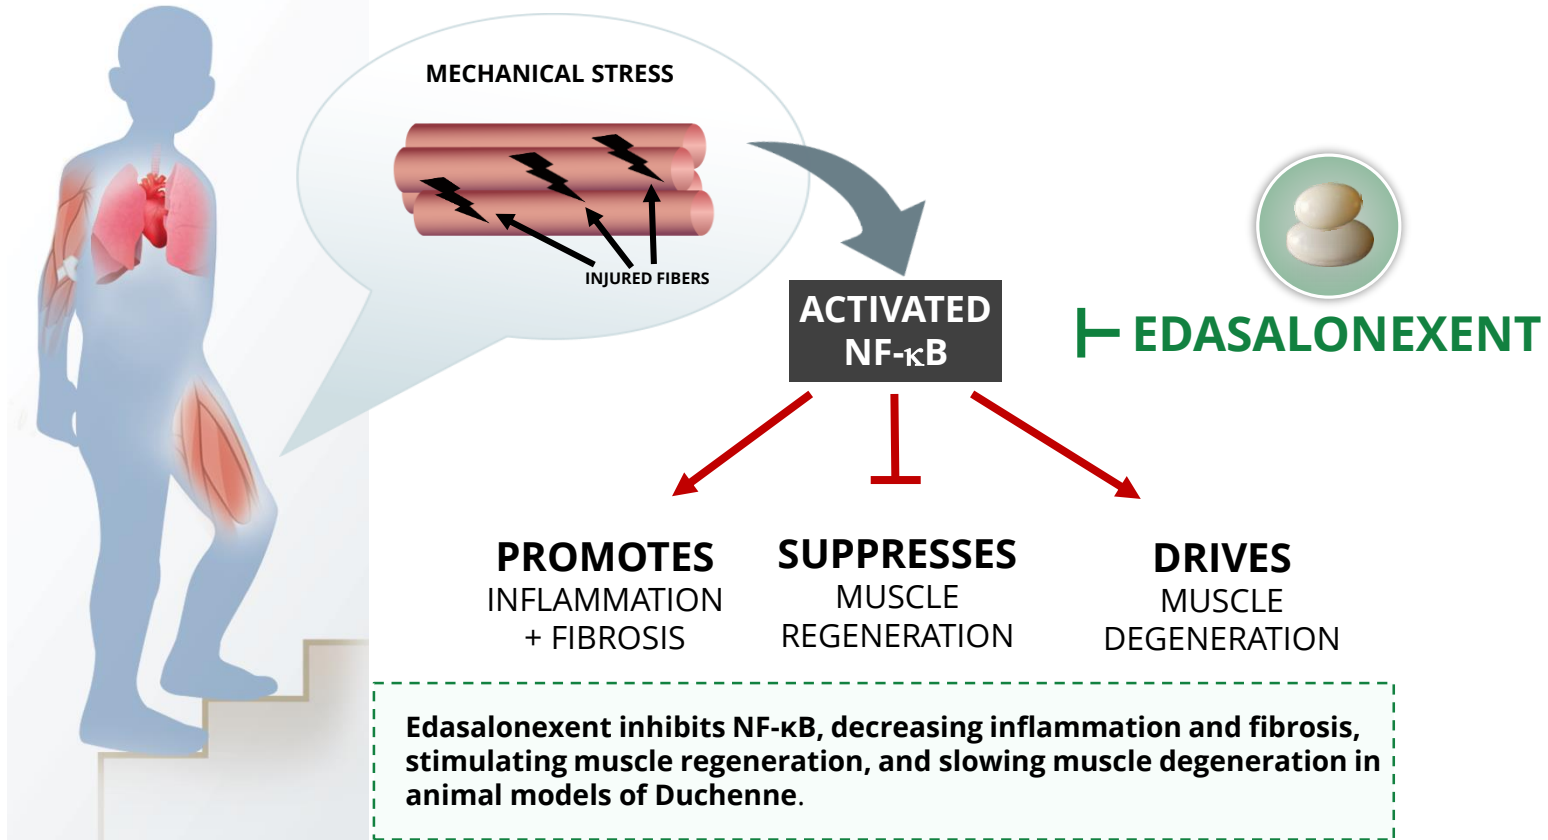 MECHANICAL STRESS
INJURED FIBERS
ACTIVATED
NF-κB
EDASALONEXENT
PROMOTES
INFLAMMATION
+ FIBROSIS
SUPPRESSES
MUSCLE
REGENERATION
DRIVES
MUSCLE
DEGENERATION
Edasalonexent inhibits NF-κB, decreasing inflammation and fibrosis,
stimulating muscle regeneration, and slowing muscle degeneration in
animal models of Duchenne.